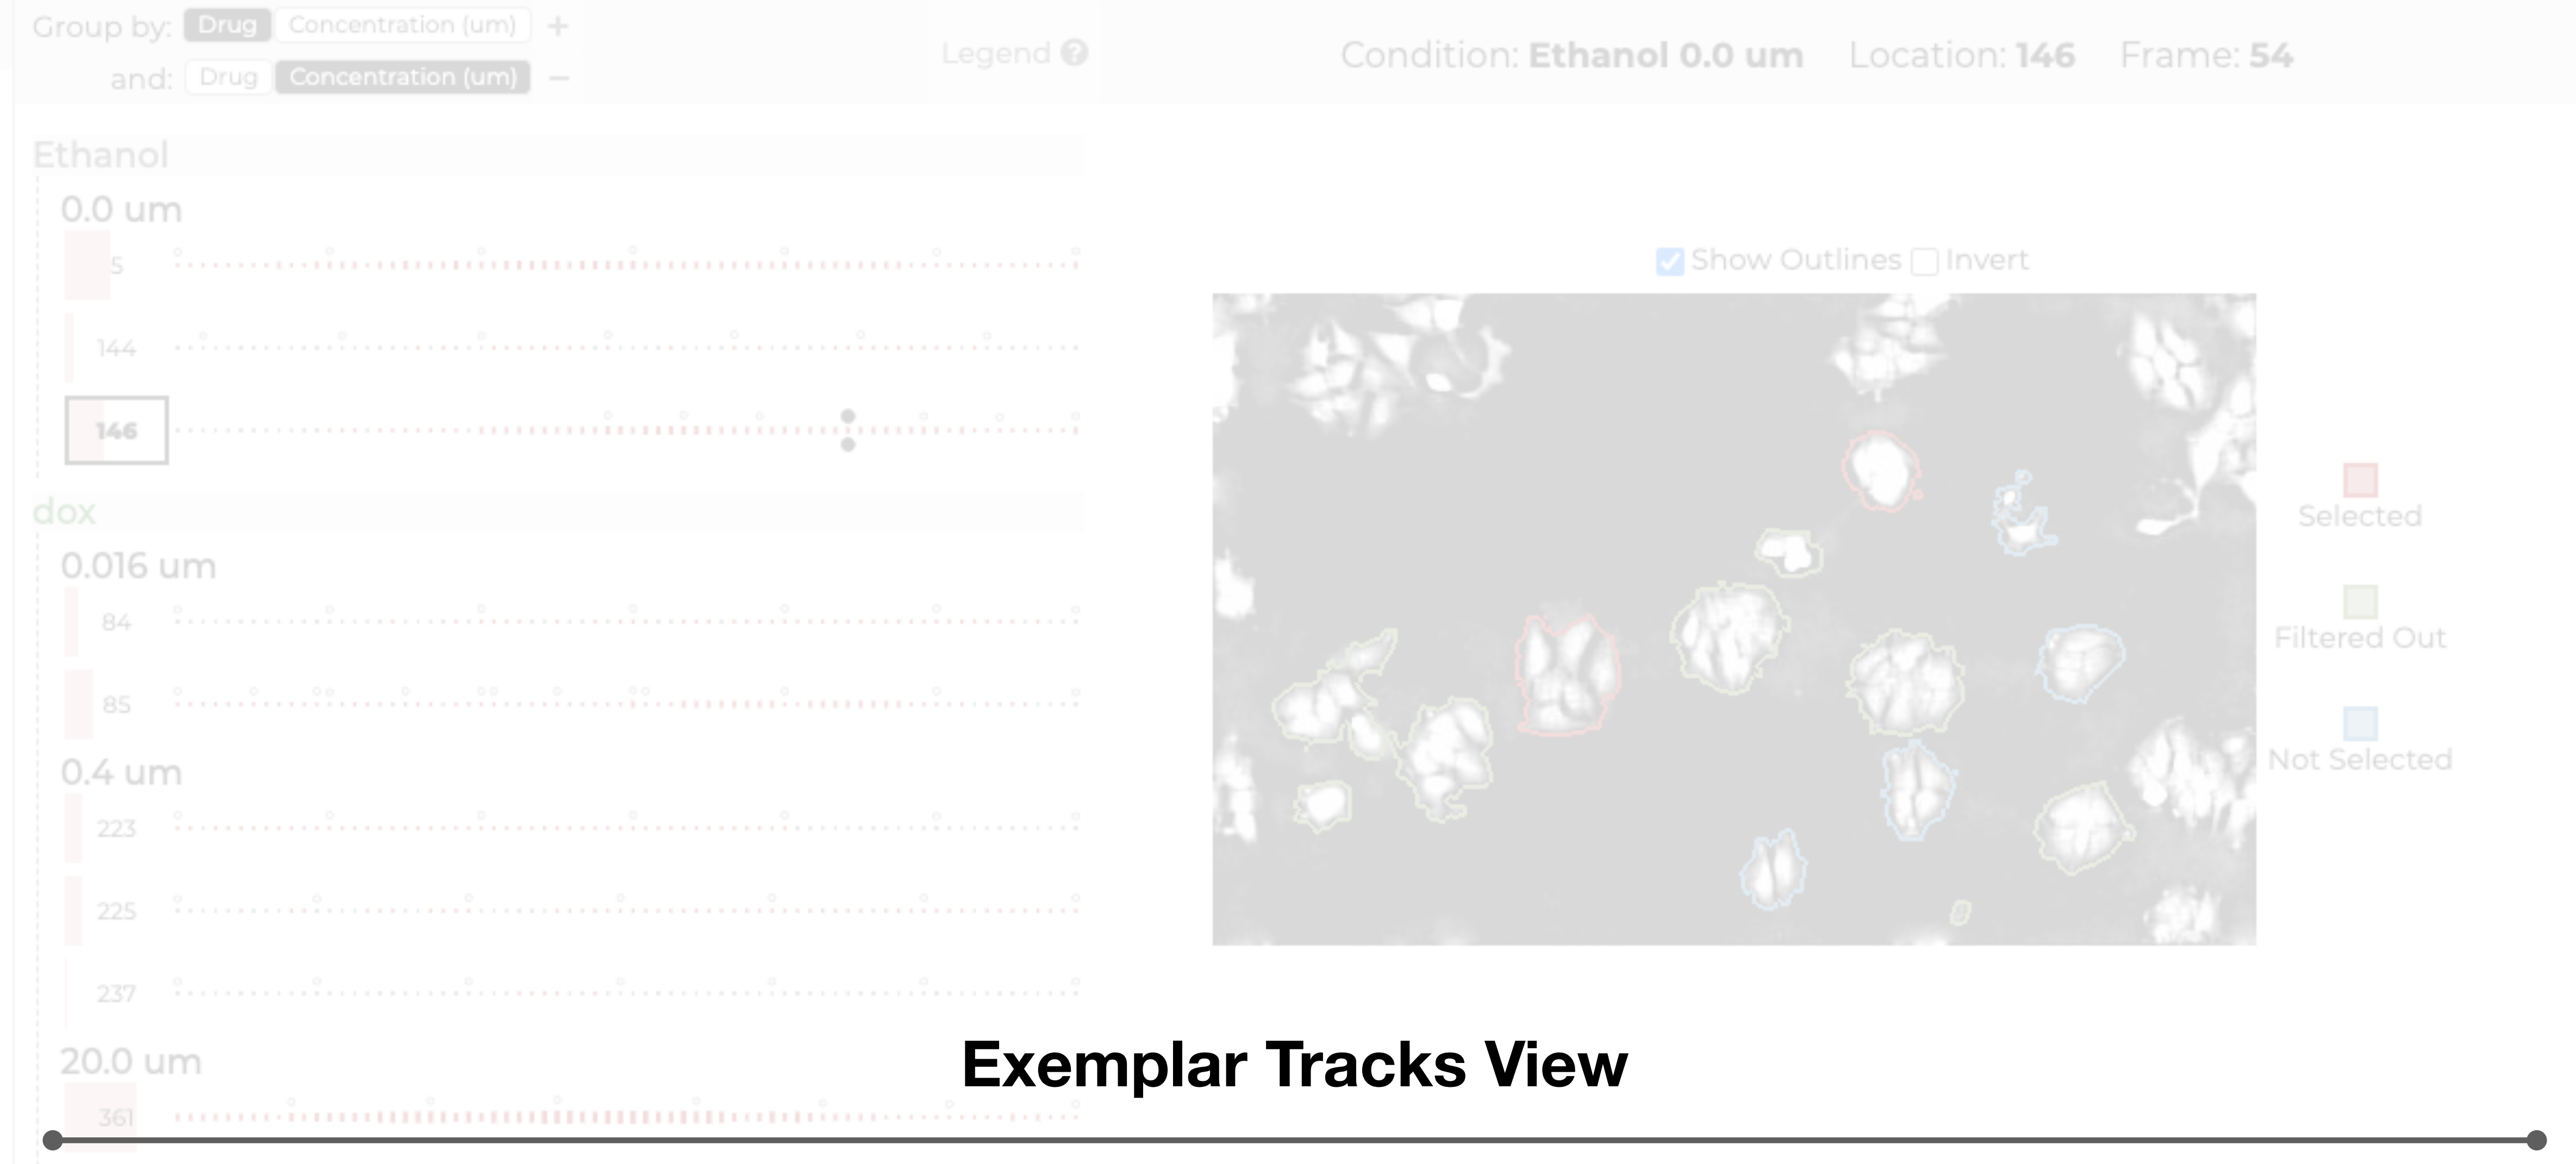 Group by: Drug Concentration (um) +
and: Drug Concentration (um) −
Legend ?
Condition: Ethanol 0.0 um Location: 146 Frame: 54
Ethanol
0.0 um
5
144
146
dox
0.016 um
84
85
0.4 um
223
225
237
20.0 um
361
Show Outlines Invert
Selected
Filtered Out
Not Selected
Exemplar Tracks View